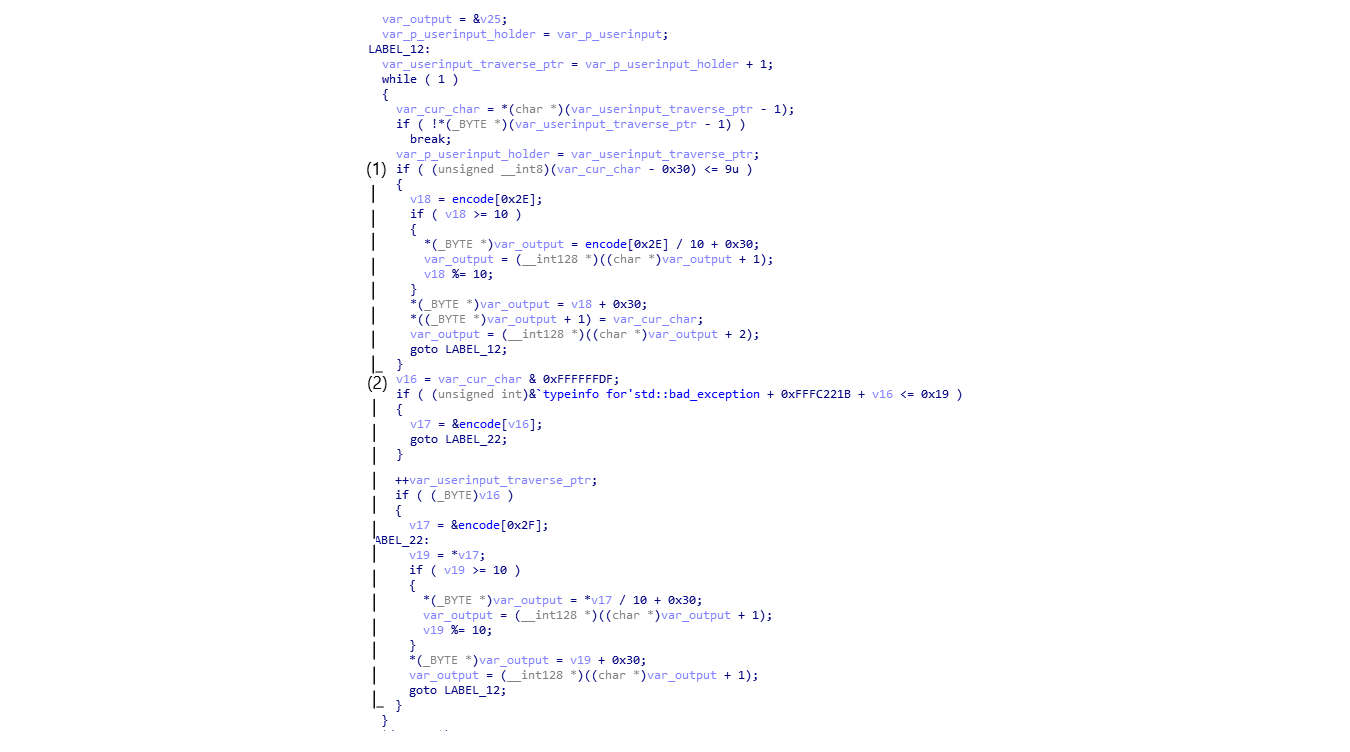 var_output = &v25;
var_p_userinput_holder = var_p_userinput;
LABEL_12:
var_userinput_traverse_ptr = var_p_userinput_holder + 1;
while ( 1 )
{
var_cur_char = *(char *)(var_userinput_traverse_ptr - 1);
if ( !*(_BYTE *)(var_userinput_traverse_ptr - 1) )
break;
var_p_userinput_holder = var_userinput_traverse_ptr;
(1) if ( (unsigned __int8)(var_cur_char - 0x30) <= 9u )
{
v18 = encode[0x2E];
if ( v18 >= 10 )
{
*(_BYTE *)var_output = encode[0x2E] / 10 + 0x30;
var_output = (__int128 *)((char *)var_output + 1);
v18 %= 10;
}
*(_BYTE *)var_output = v18 + 0x30;
*((_BYTE *)var_output + 1) = var_cur_char;
var_output = (__int128 *)((char *)var_output + 2);
goto LABEL_12;
}
(2) v16 = var_cur_char & 0xFFFFFFDF;
if ( (unsigned int)&`typeinfo for'std::bad_exception + 0xFFFC221B + v16 <= 0x19 )
{
v17 = &encode[v16];
goto LABEL_22;
}
++var_userinput_traverse_ptr;
if ( (_BYTE)v16 )
{
v17 = &encode[0x2F];
ABEL_22:
v19 = *v17;
if ( v19 >= 10 )
{
*(_BYTE *)var_output = *v17 / 10 + 0x30;
var_output = (__int128 *)((char *)var_output + 1);
v19 %= 10;
}
*(_BYTE *)var_output = v19 + 0x30;
var_output = (__int128 *)((char *)var_output + 1);
goto LABEL_12;
}
}